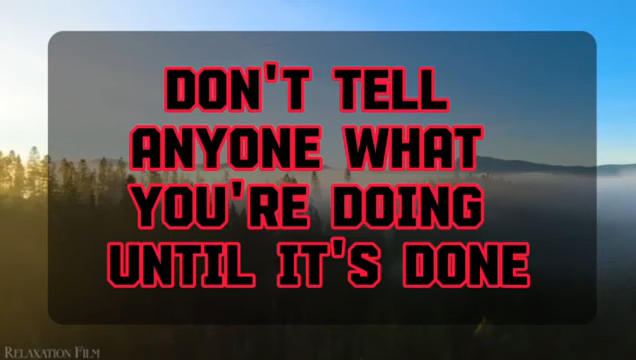 DON'T TELL
ANYONE WHAT
YOU'RE DOING
UNTIL IT'S DONE
RELAXATION FILM